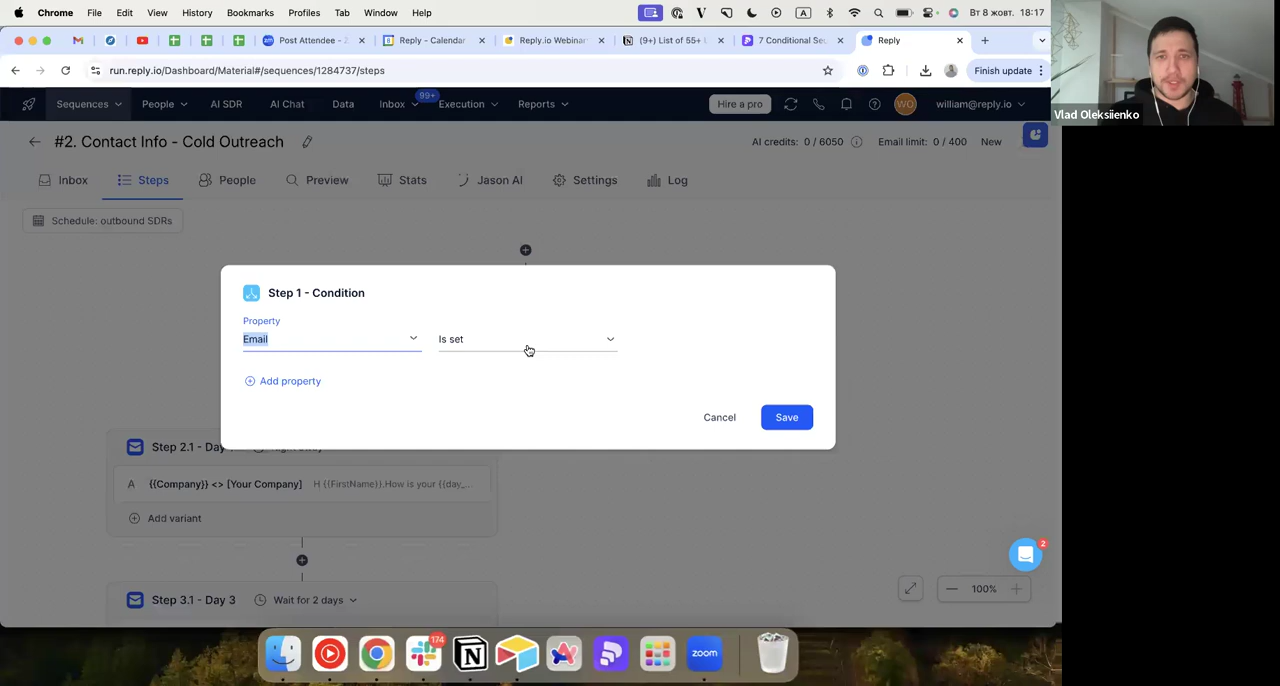 Chrome File Edit View History Bookmarks Profiles Tab Window Help
A Вт 8 жовт. 18:17
Post Attendee - 2
Reply - Calendar
Reply.io Webinar
(9+) List of 55+
7 Conditional Sec
Reply
run.reply.io/Dashboard/Material#/sequences/1284737/steps
Finish update
Vlad Oleksiienko
Sequences People AI SDR AI Chat Data Inbox 99+ Execution Reports
Hire a pro
WO
william@reply.io
#2. Contact Info - Cold Outreach
AI credits: 0 / 6050
Email limit: 0 / 400
New
Inbox Steps People Preview Stats Jason AI Settings Log
Schedule: outbound SDRs
Step 1 - Condition
Property
Email
Is set
Add property
Cancel
Save
Step 2.1 - Day
A {{Company}} <> [Your Company] H {{FirstName}}.How is your {{day_...
Add variant
2
100%
Step 3.1 - Day 3
Wait for 2 days
174
zoom